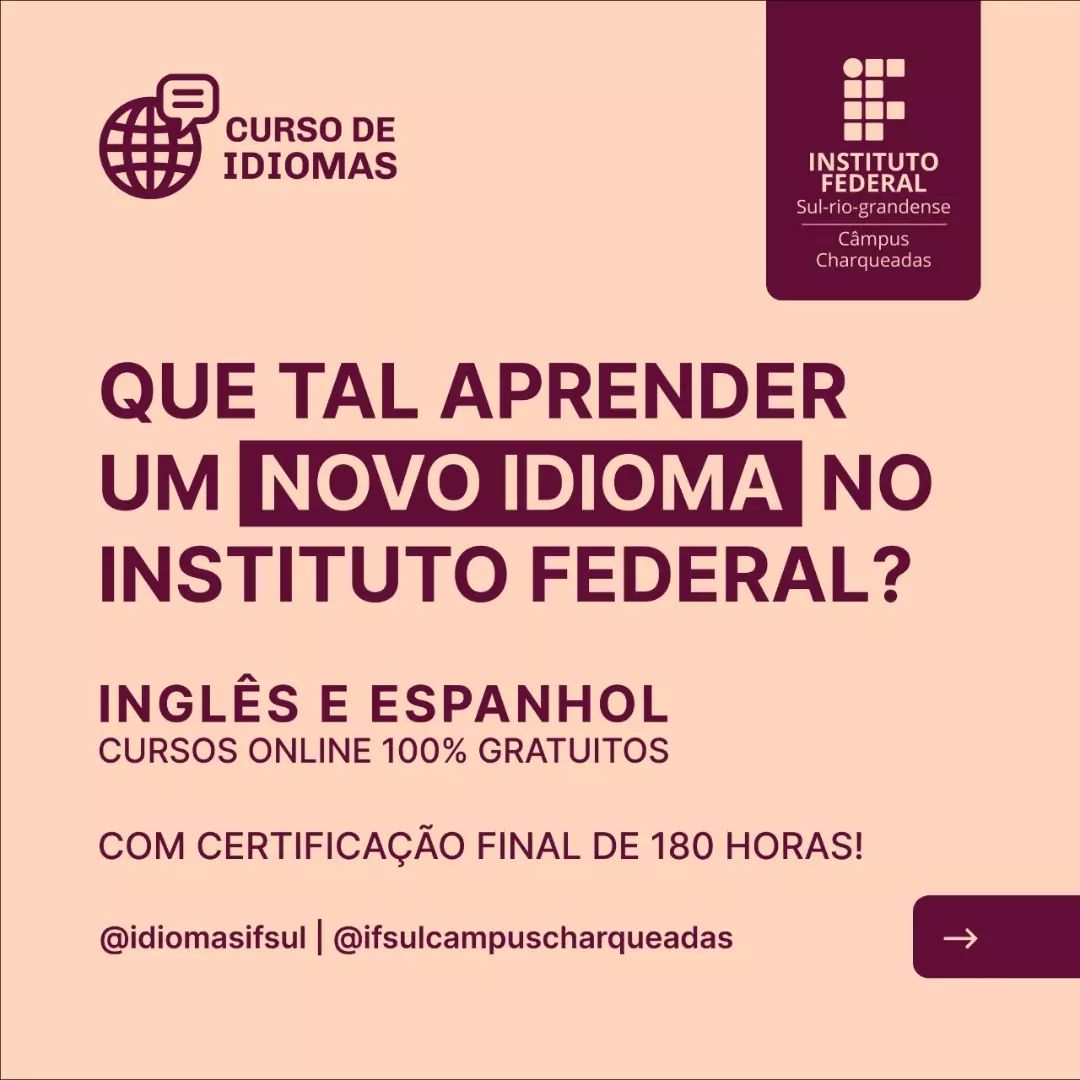 CURSO DE
IDIOMAS
INSTITUTO
FEDERAL
Sul-rio-grandense
Câmpus
Charqueadas
QUE TAL APRENDER
UM NOVO IDIOMA NO
INSTITUTO FEDERAL?
INGLÊS E ESPANHOL
CURSOS ONLINE 100% GRATUITOS
COM CERTIFICAÇÃO FINAL DE 180 HORAS!
@idiomasifsul | @ifsulcampuscharqueadas